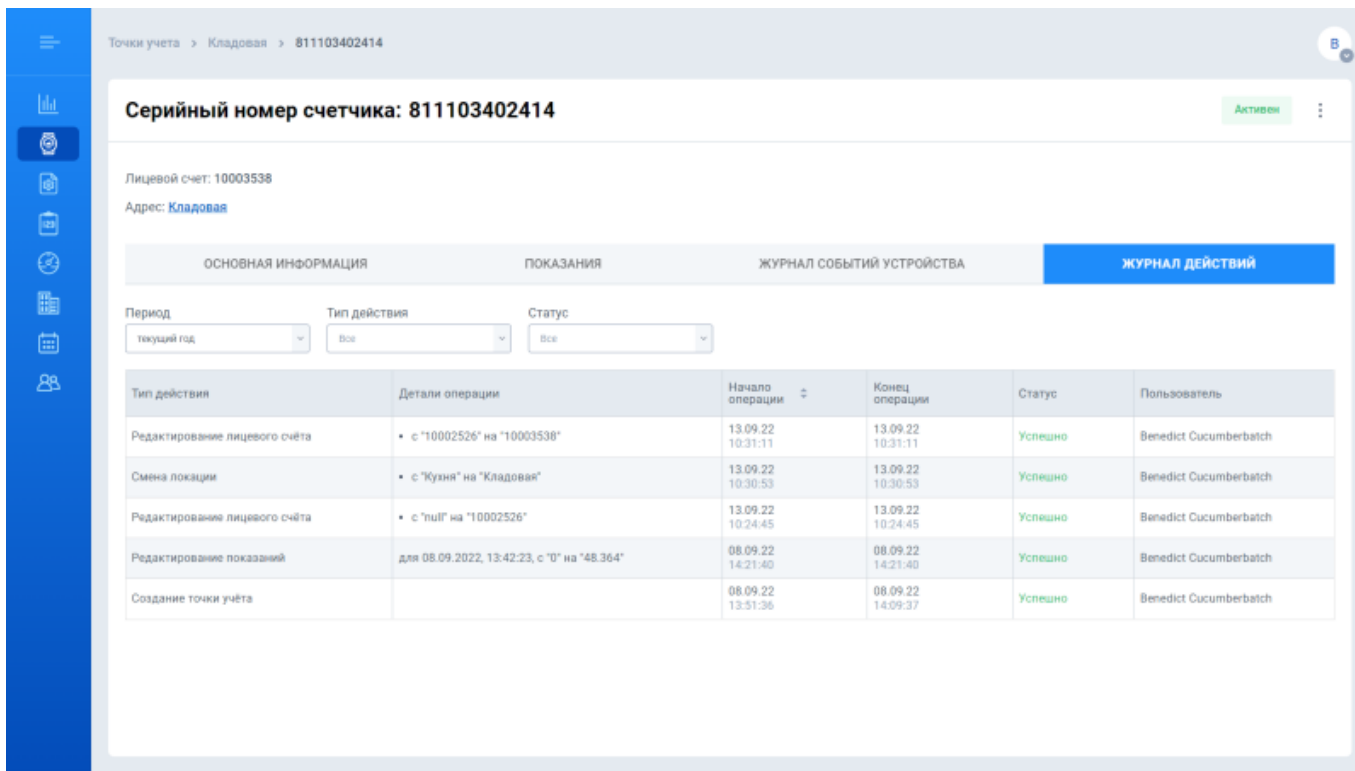 Точки учета > Кладовая > 811103402414
B
Серийный номер счетчика: 811103402414
Активен
Лицевой счет: 10003538
Адрес: Кладовая
ОСНОВНАЯ ИНФОРМАЦИЯ ПОКАЗАНИЯ ЖУРНАЛ СОБЫТИЙ УСТРОЙСТВА ЖУРНАЛ ДЕЙСТВИЙ
Период Тип действия Статус
текущий год Все Все
Тип действия Детали операции Начало операции Конец операции Статус Пользователь
Редактирование лицевого счёта • с "10002526" на "10003538" 13.09.22 10:31:11 13.09.22 10:31:11 Успешно Benedict Cucumberbatch
Смена локации • с "Кухня" на "Кладовая" 13.09.22 10:30:53 13.09.22 10:30:53 Успешно Benedict Cucumberbatch
Редактирование лицевого счёта • с "null" на "10002526" 13.09.22 10:24:45 13.09.22 10:24:45 Успешно Benedict Cucumberbatch
Редактирование показаний для 08.09.2022, 13:42:23, с "0" на "48.364" 08.09.22 14:21:40 08.09.22 14:21:40 Успешно Benedict Cucumberbatch
Создание точки учёта 08.09.22 13:51:36 08.09.22 14:09:37 Успешно Benedict Cucumberbatch